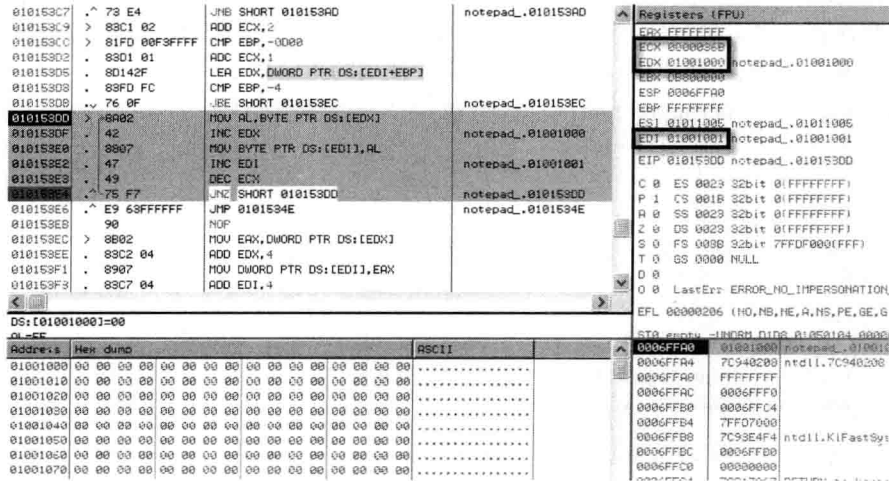 010153C7 .^ 73 E4 JNB SHORT 010153AD notepad_.010153AD
010153C9 > 83C1 02 ADD ECX,2
010153CC > 81FD 00F3FFFF CMP EBP,-0D00
010153D2 . 83D1 01 ADC ECX,1
010153D5 . 8D142F LEA EDX,DWORD PTR DS:[EDI+EBP]
010153D8 . 83FD FC CMP EBP,-4
010153DB .v 76 0F JBE SHORT 010153EC notepad_.010153EC
010153DD > 8A02 MOV AL,BYTE PTR DS:[EDX]
010153DF . 42 INC EDX notepad_.01001000
010153E0 . 8807 MOV BYTE PTR DS:[EDI],AL
010153E2 . 47 INC EDI notepad_.01001001
010153E3 . 49 DEC ECX
010153E4 .^ 75 F7 JNZ SHORT 010153DD notepad_.010153DD
010153E6 .^ E9 63FFFFFF JMP 0101534E notepad_.0101534E
010153EB 90 NOP
010153EC > 8B02 MOV EAX,DWORD PTR DS:[EDX]
010153EE . 83C2 04 ADD EDX,4
010153F1 . 8907 MOV DWORD PTR DS:[EDI],EAX
010153F3 . 83C7 04 ADD EDI,4
DS:[01001000]=00
AL=FF
Registers (FPU)
EAX FFFFFFFF
ECX 0000036B
EDX 01001000 notepad_.01001000
EBX DB800000
ESP 0006FFA0
EBP FFFFFFFF
ESI 01011005 notepad_.01011005
EDI 01001001 notepad_.01001001
EIP 010153DD notepad_.010153DD
C 0 ES 0023 32bit 0(FFFFFFFF)
P 1 CS 001B 32bit 0(FFFFFFFF)
A 0 SS 0023 32bit 0(FFFFFFFF)
Z 0 DS 0023 32bit 0(FFFFFFFF)
S 0 FS 003B 32bit 7FFDF000(FFF)
T 0 GS 0000 NULL
D 0
O 0 LastErr ERROR_NO_IMPERSONATION_
EFL 00000206 (NO,NB,NE,A,NS,PE,GE,G
ST0 empty -UNORM D1D8 01050104 0000
Address Hex dump ASCII
01001000 00 00 00 00 00 00 00 00 00 00 00 00 00 00 00 00 ................
01001010 00 00 00 00 00 00 00 00 00 00 00 00 00 00 00 00 ................
01001020 00 00 00 00 00 00 00 00 00 00 00 00 00 00 00 00 ................
01001030 00 00 00 00 00 00 00 00 00 00 00 00 00 00 00 00 ................
01001040 00 00 00 00 00 00 00 00 00 00 00 00 00 00 00 00 ................
01001050 00 00 00 00 00 00 00 00 00 00 00 00 00 00 00 00 ................
01001060 00 00 00 00 00 00 00 00 00 00 00 00 00 00 00 00 ................
01001070 00 00 00 00 00 00 00 00 00 00 00 00 00 00 00 00 ................
0006FFA0 01001000 notepad_.010010
0006FFA4 7C940208 ntdll.7C940208
0006FFA8 FFFFFFFF
0006FFAC 0006FFF0
0006FFB0 0006FFC4
0006FFB4 7FFD7000
0006FFB8 7C93E4F4 ntdll.KiFastSys
0006FFBC 0006FFB0
0006FFC0 00000000